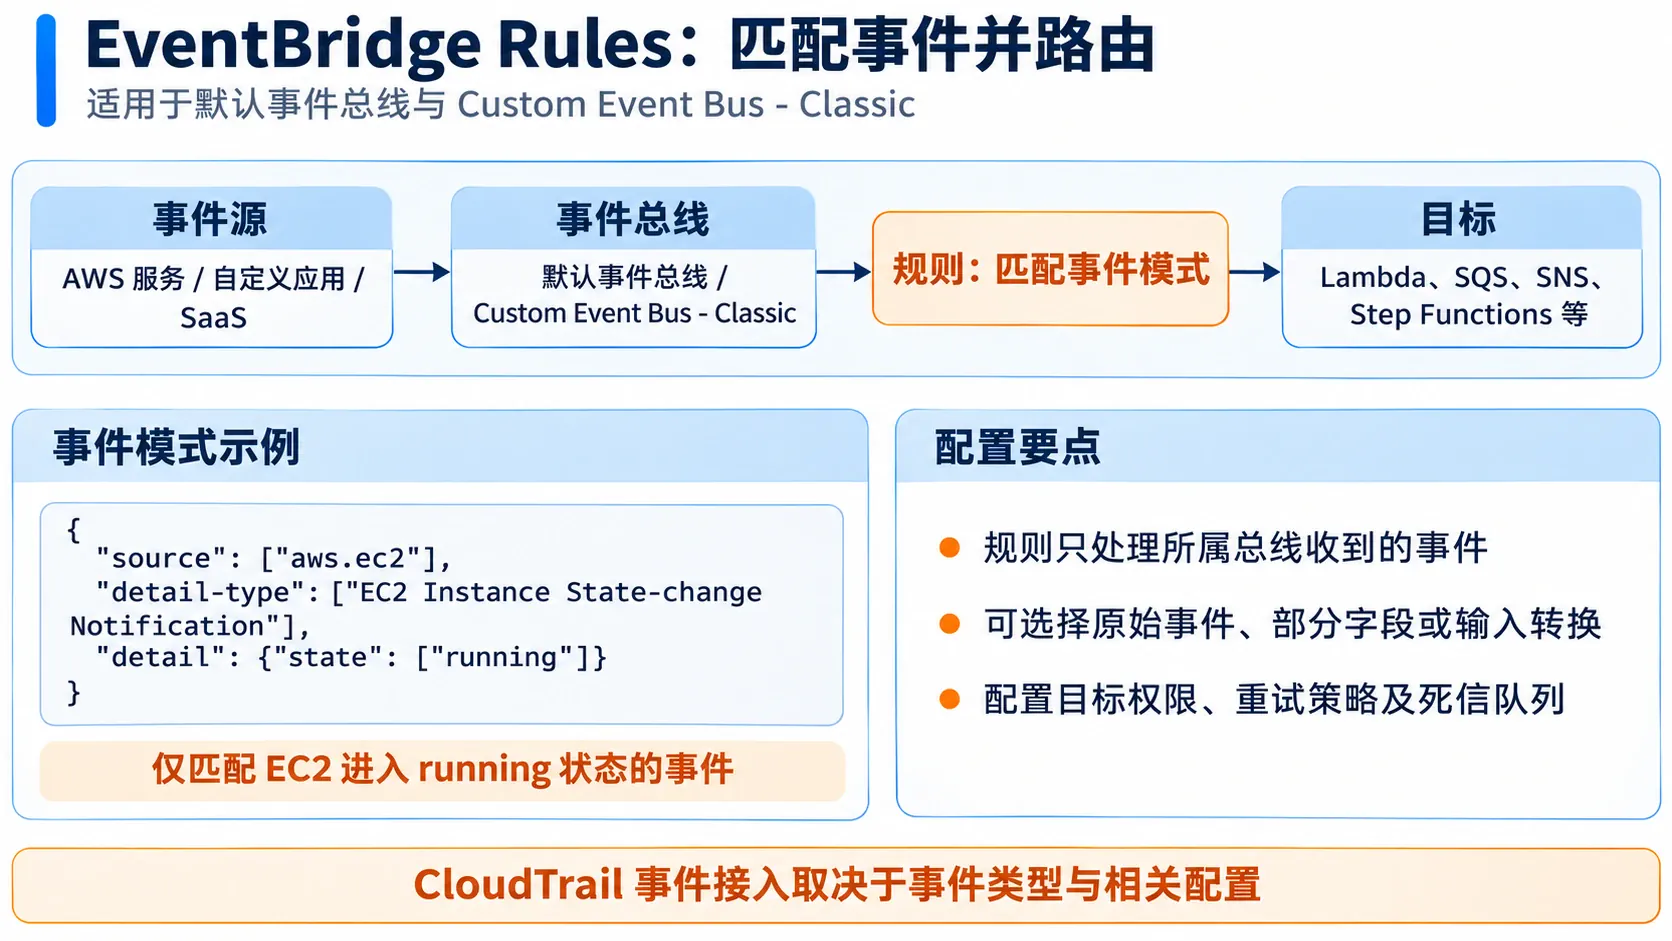 EventBridge Rules：匹配事件并路由
适用于默认事件总线与 Custom Event Bus - Classic
事件源
AWS 服务 / 自定义应用 /
SaaS
事件总线
默认事件总线 /
Custom Event Bus - Classic
规则：匹配事件模式
目标
Lambda、SQS、SNS、
Step Functions 等
事件模式示例
{
"source": ["aws.ec2"],
"detail-type": ["EC2 Instance State-change
Notification"],
"detail": {"state": ["running"]}
}
仅匹配 EC2 进入 running 状态的事件
配置要点
规则只处理所属总线收到的事件
可选择原始事件、部分字段或输入转换
配置目标权限、重试策略及死信队列
CloudTrail 事件接入取决于事件类型与相关配置